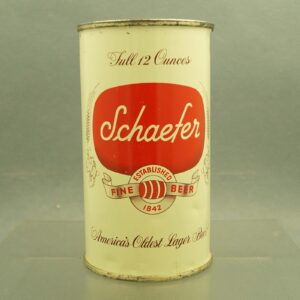 Full 12 Ounces
Schaefer
ESTABLISHED
FINE BEER
1842
America's Oldest Lager Beer